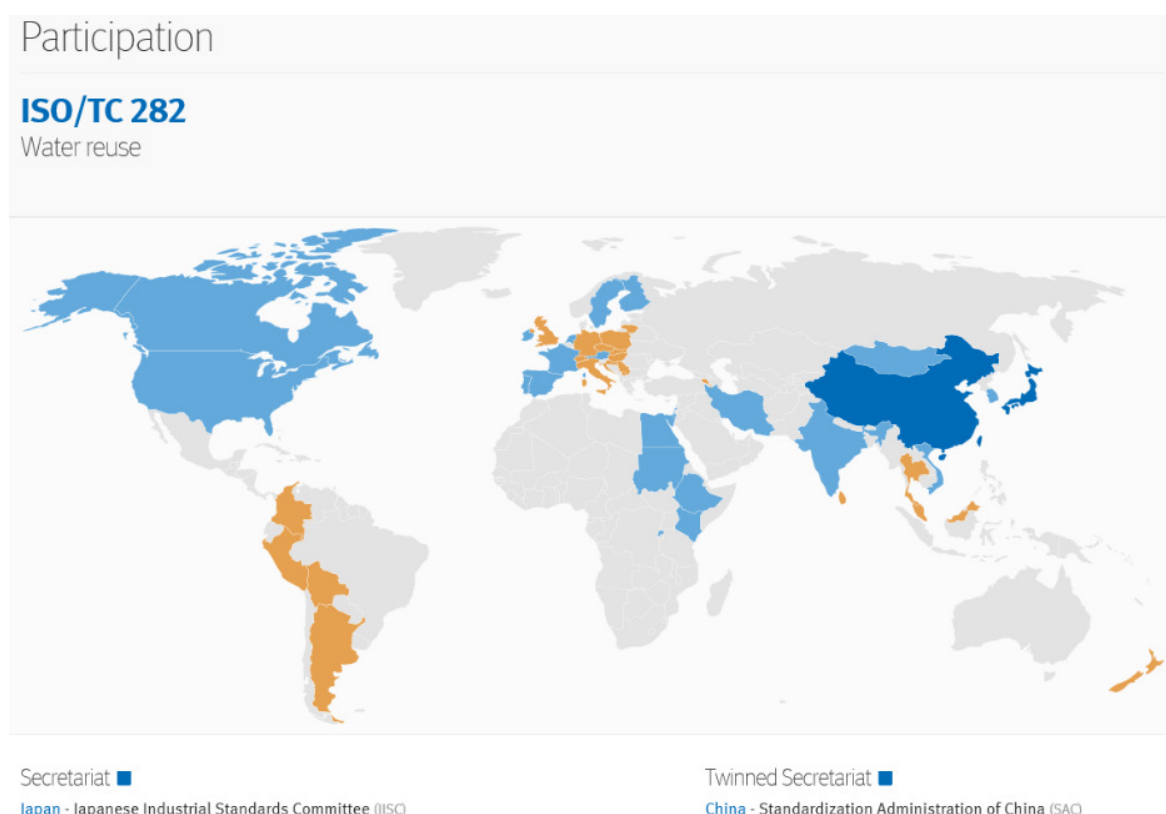 Participation
ISO/TC 282
Water reuse
Secretariat
Twinned Secretariat
Japan - Japanese Industrial Standards Committee (JISC)
China - Standardization Administration of China (SAC)